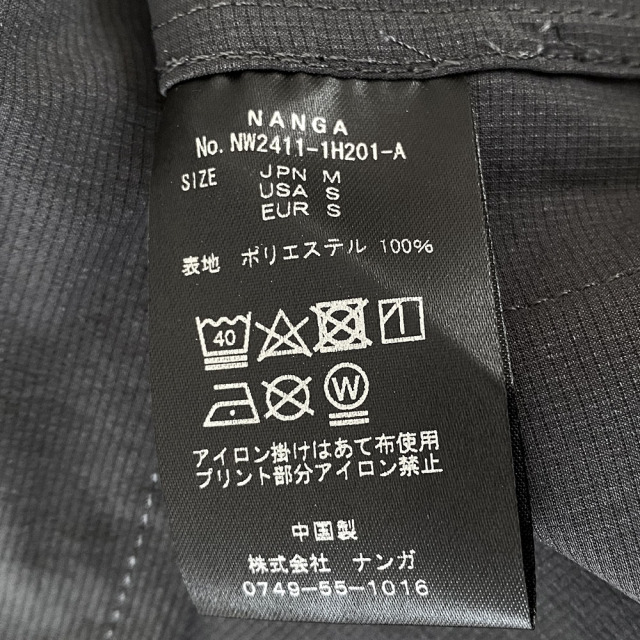 NANGA
No. NW2411-1H201-A
SIZE JPN M
USA S
EUR S
表地 ポリエステル 100%
40
W
アイロン掛けはあて布使用
プリント部分アイロン禁止
中国製
株式会社 ナンガ
0749-55-1016